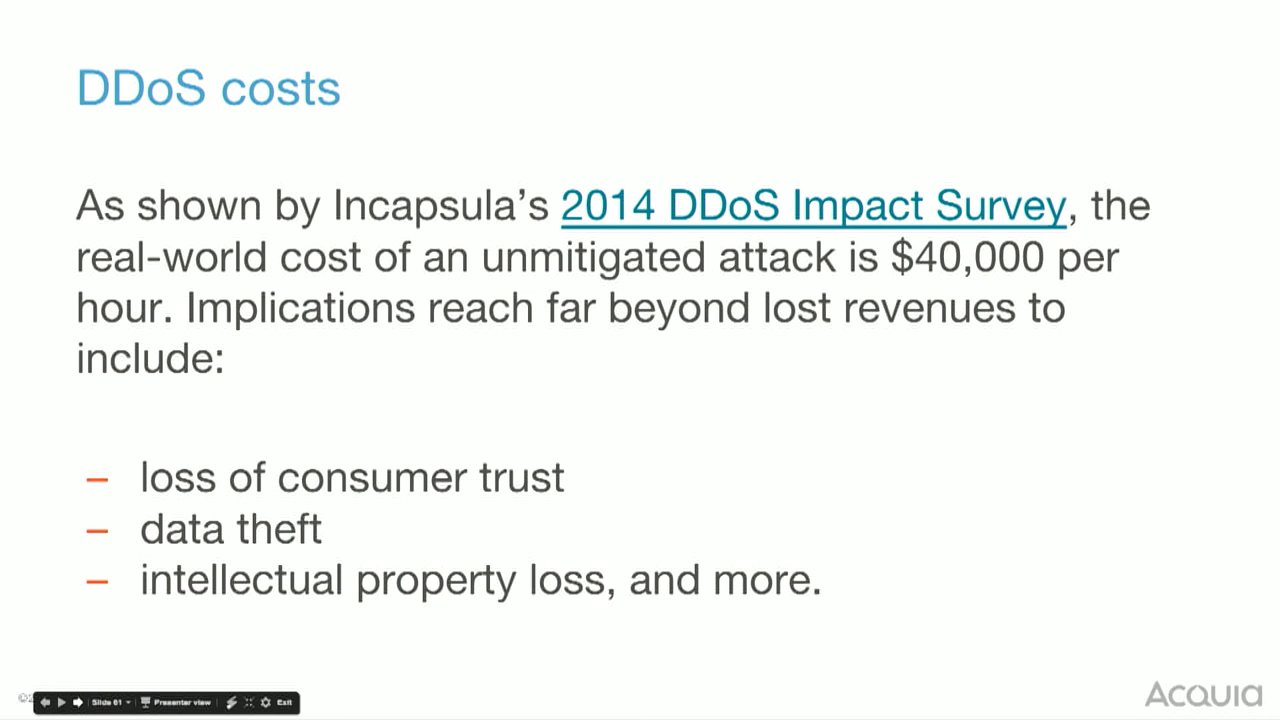 DDoS costs
As shown by Incapsula’s 2014 DDoS Impact Survey, the
real-world cost of an unmitigated attack is $40,000 per
hour. Implications reach far beyond lost revenues to
include:
– loss of consumer trust
– data theft
– intellectual property loss, and more.
Slide 61 Presenter view Exit
Acquia